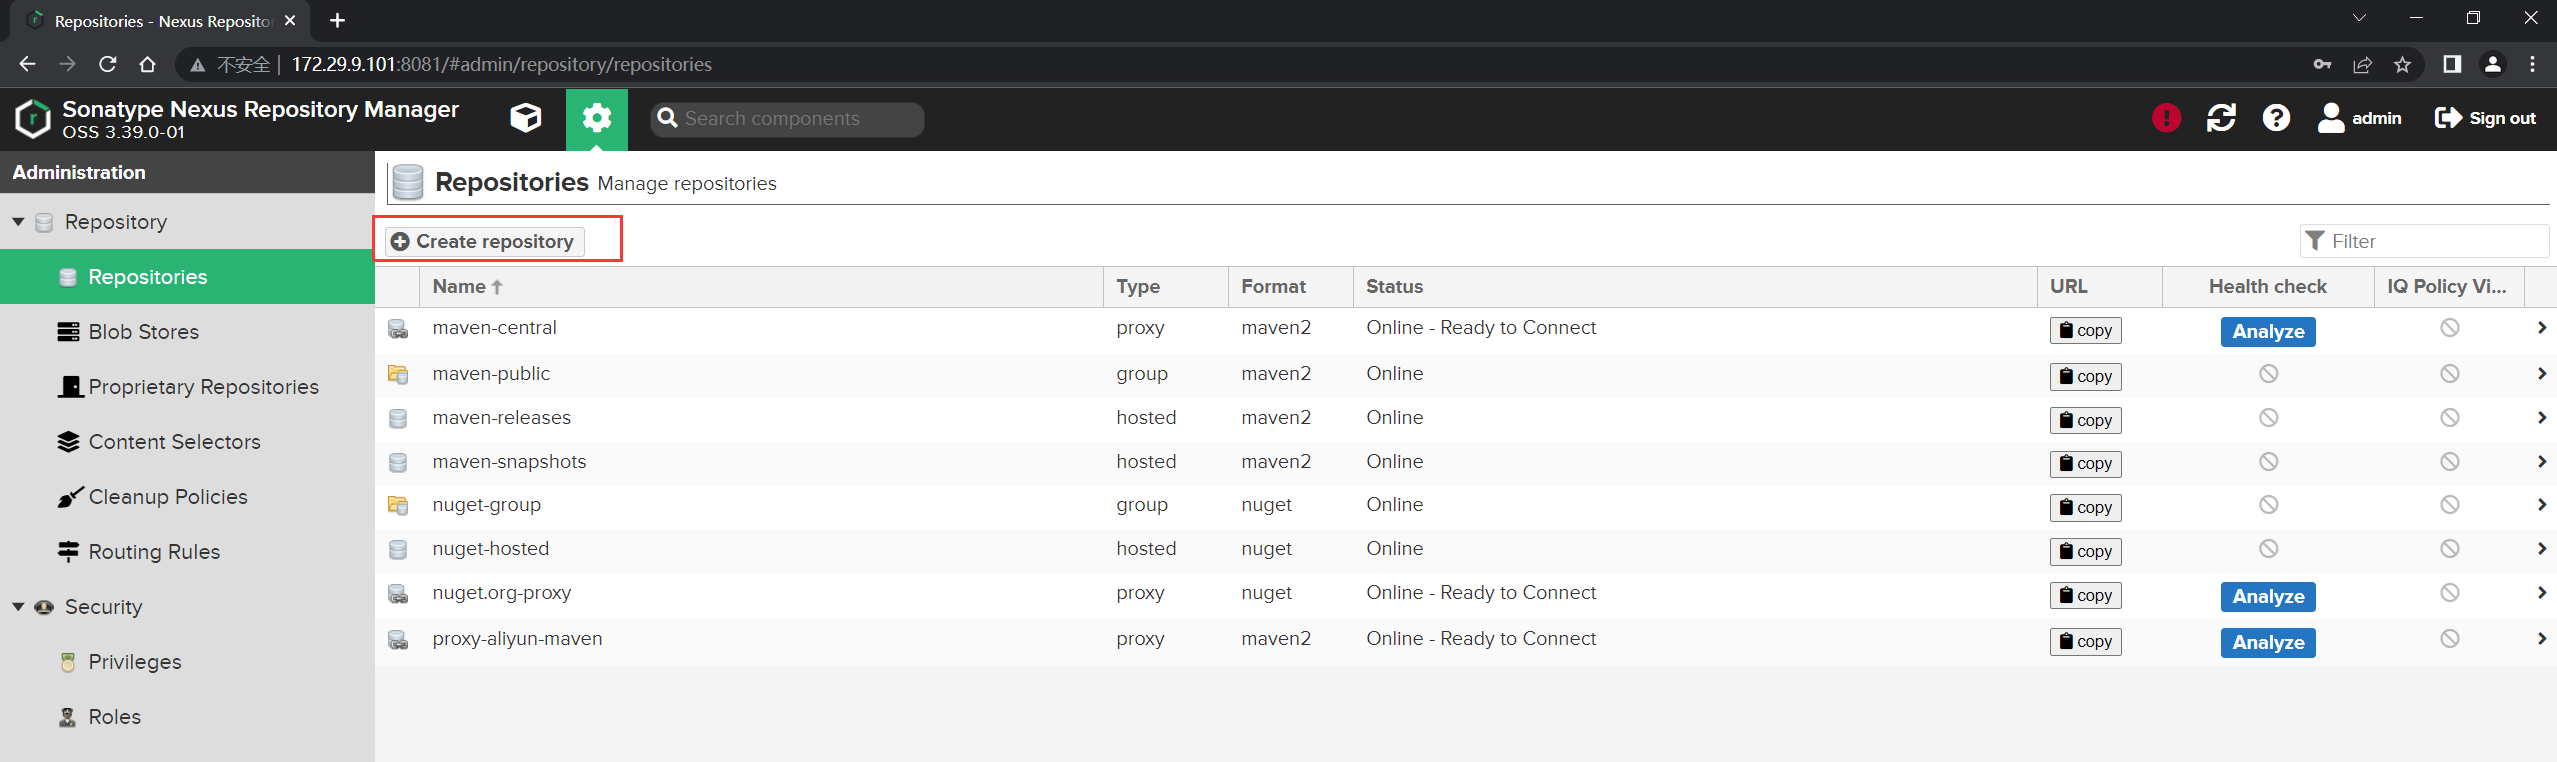 Repositories - Nexus Reposito
不安全 | 172.29.9.101:8081/#admin/repository/repositories
Sonatype Nexus Repository Manager
OSS 3.39.0-01
Search components
admin
Sign out
Administration
Repository
Repositories
Blob Stores
Proprietary Repositories
Content Selectors
Cleanup Policies
Routing Rules
Security
Privileges
Roles
Repositories Manage repositories
Create repository
Filter
Name Type Format Status URL Health check IQ Policy Vi...
maven-central proxy maven2 Online - Ready to Connect copy Analyze
maven-public group maven2 Online copy
maven-releases hosted maven2 Online copy
maven-snapshots hosted maven2 Online copy
nuget-group group nuget Online copy
nuget-hosted hosted nuget Online copy
nuget.org-proxy proxy nuget Online - Ready to Connect copy Analyze
proxy-aliyun-maven proxy maven2 Online - Ready to Connect copy Analyze